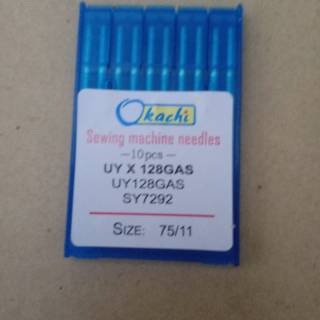 Okachi
Sewing machine needles
—10pcs—
UY X 128GAS
UY128GAS
SY7292
SIZE: 75/11